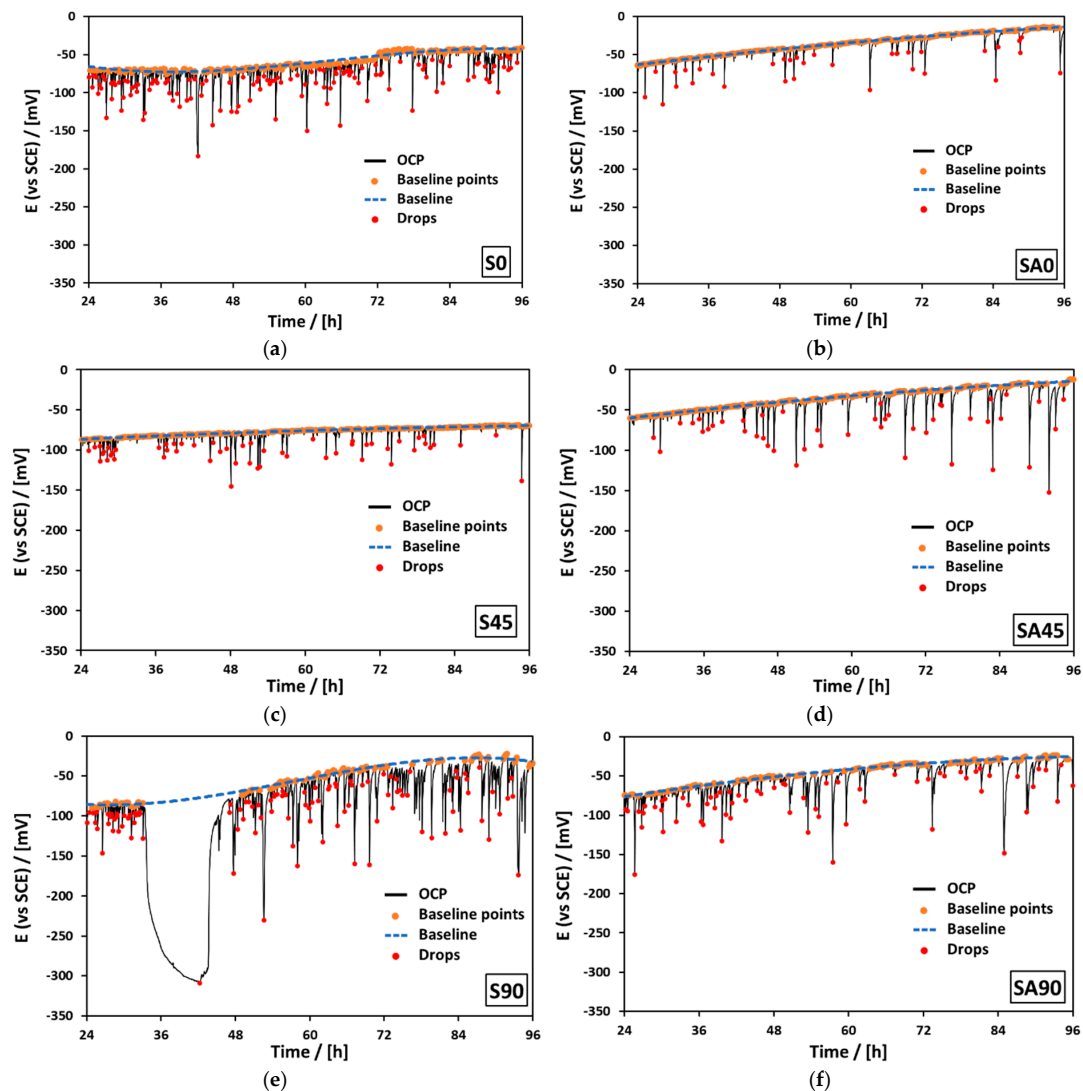 0
-50
-100
-150
-200
-250
-300
-350
E (vs SCE) / [mV]
OCP
Baseline points
Baseline
Drops
S0
24 36 48 60 72 84 96
Time / [h]
(a)
0
-50
-100
-150
-200
-250
-300
-350
E (vs SCE) / [mV]
OCP
Baseline points
Baseline
Drops
SA0
24 36 48 60 72 84 96
Time / [h]
(b)
0
-50
-100
-150
-200
-250
-300
-350
E (vs SCE) / [mV]
OCP
Baseline points
Baseline
Drops
S45
24 36 48 60 72 84 96
Time / [h]
(c)
0
-50
-100
-150
-200
-250
-300
-350
E (vs SCE) / [mV]
OCP
Baseline points
Baseline
Drops
SA45
24 36 48 60 72 84 96
Time / [h]
(d)
0
-50
-100
-150
-200
-250
-300
-350
E (vs SCE) / [mV]
OCP
Baseline points
Baseline
Drops
S90
24 36 48 60 72 84 96
Time / [h]
(e)
0
-50
-100
-150
-200
-250
-300
-350
E (vs SCE) / [mV]
OCP
Baseline points
Baseline
Drops
SA90
24 36 48 60 72 84 96
Time / [h]
(f)